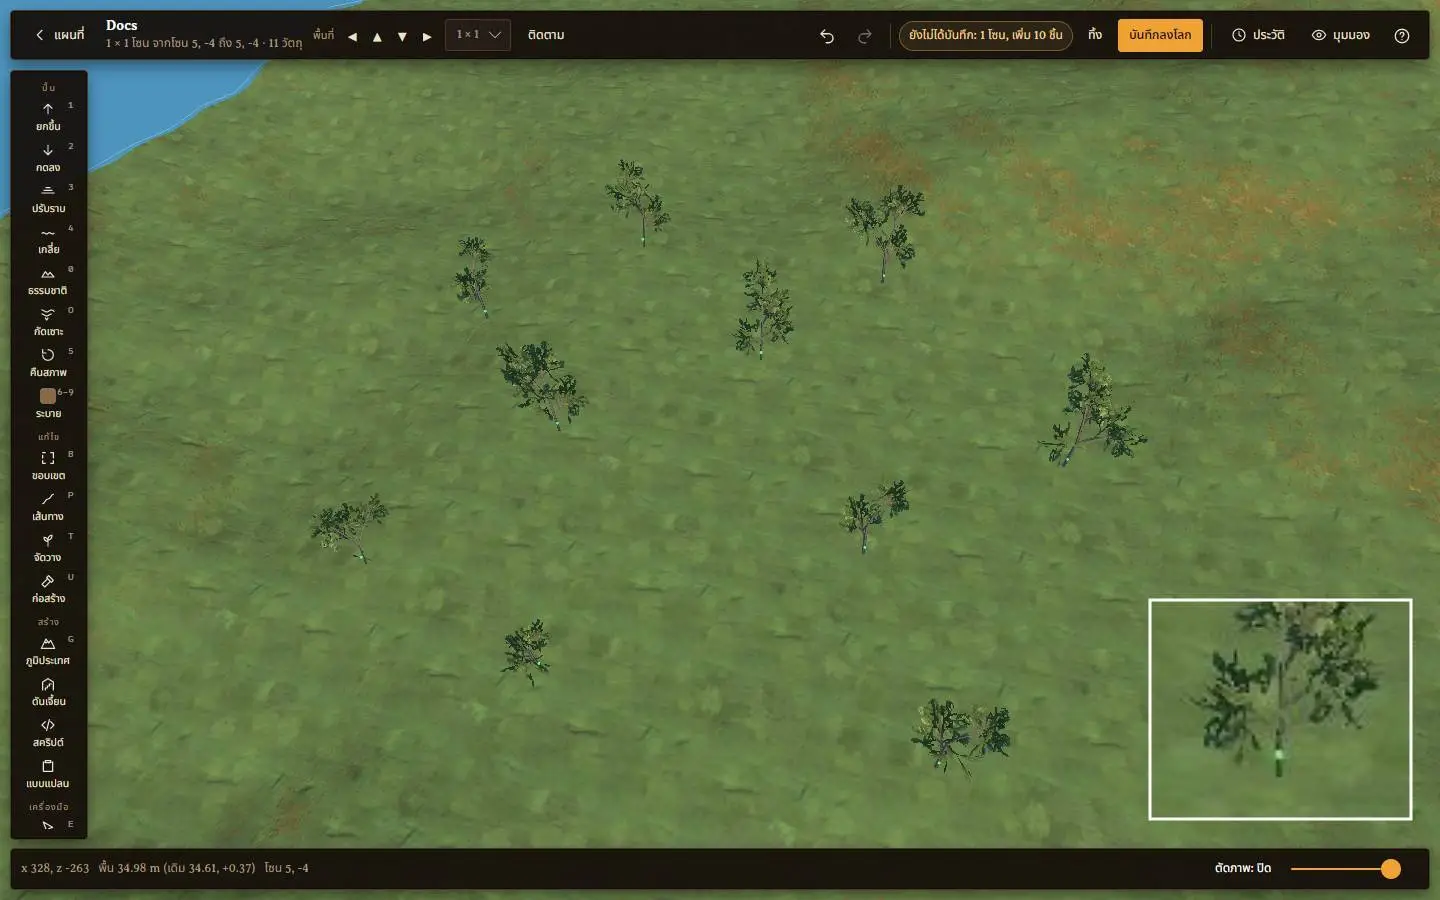 แผนที่
Docs
1 × 1 โซน จากโซน 5, -4 ถึง 5, -4 · 11 วัตถุ
พื้นที่
1 × 1
ติดตาม
ยังไม่ได้บันทึก: 1 โซน, เพิ่ม 10 ชิ้น
ทิ้ง
บันทึกลงโลก
ประวัติ
มุมมอง
ปั้น
1
ยกขึ้น
2
กดลง
3
ปรับราบ
4
เกลี่ย
0
ธรรมชาติ
O
กัดเซาะ
5
คืนสภาพ
6–9
ระบาย
แก้ไข
B
ขอบเขต
P
เส้นทาง
T
จัดวาง
U
ก่อสร้าง
สร้าง
G
ภูมิประเทศ
ดันเจี้ยน
สคริปต์
แบบแปลน
เครื่องมือ
E
x 328, z -263 พื้น 34.98 m (เดิม 34.61, +0.37) โซน 5, -4
ตัดภาพ: ปิด